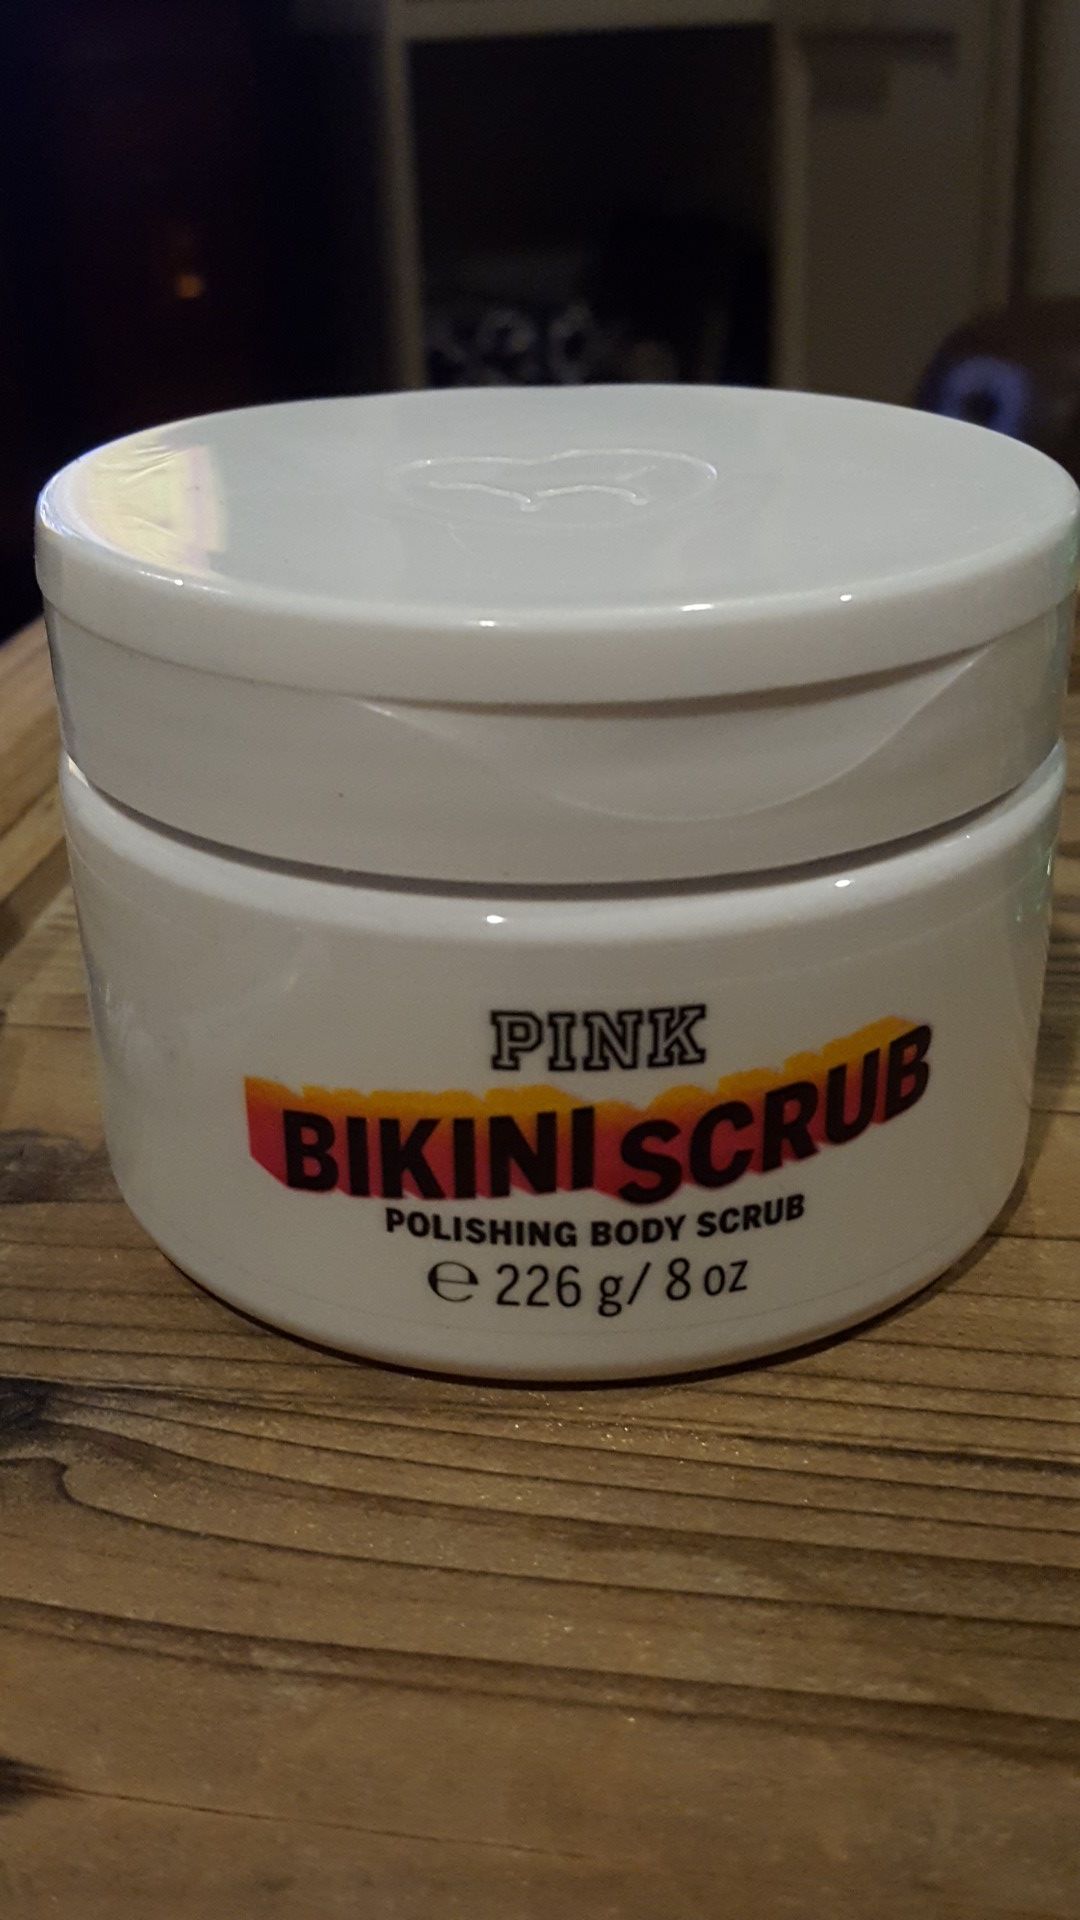 PINK
BIKINI SCRUB
POLISHING BODY SCRUB
℮ 226 g/ 8 oz